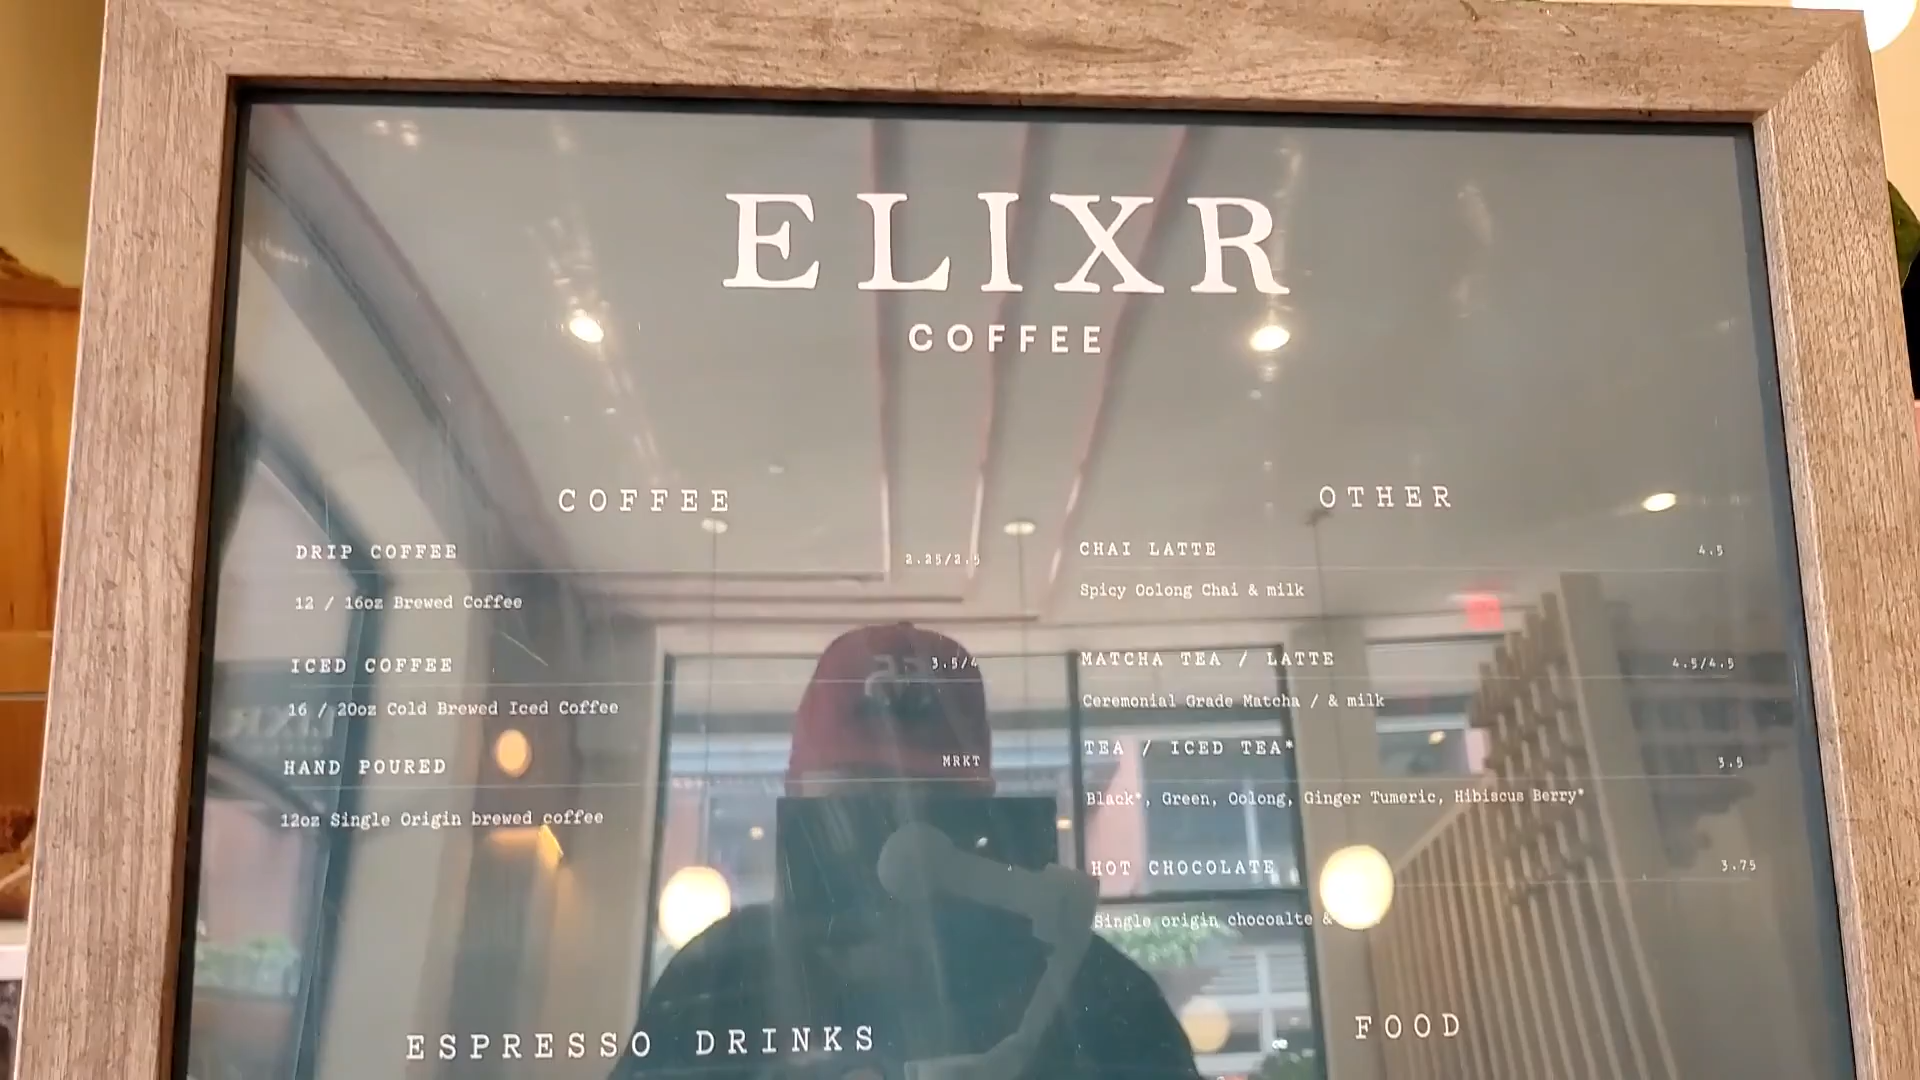 ELIXR
COFFEE
COFFEE
DRIP COFFEE 2.25/2.5
12 / 16oz Brewed Coffee
ICED COFFEE 3.5/4
16 / 20oz Cold Brewed Iced Coffee
HAND POURED MRKT
12oz Single Origin brewed coffee
ESPRESSO DRINKS
OTHER
CHAI LATTE 4.5
Spicy Oolong Chai & milk
MATCHA TEA / LATTE 4.5/4.5
Ceremonial Grade Matcha / & milk
TEA / ICED TEA* 3.5
Black*, Green, Oolong, Ginger Tumeric, Hibiscus Berry*
HOT CHOCOLATE 3.75
Single origin chocoalte &
FOOD